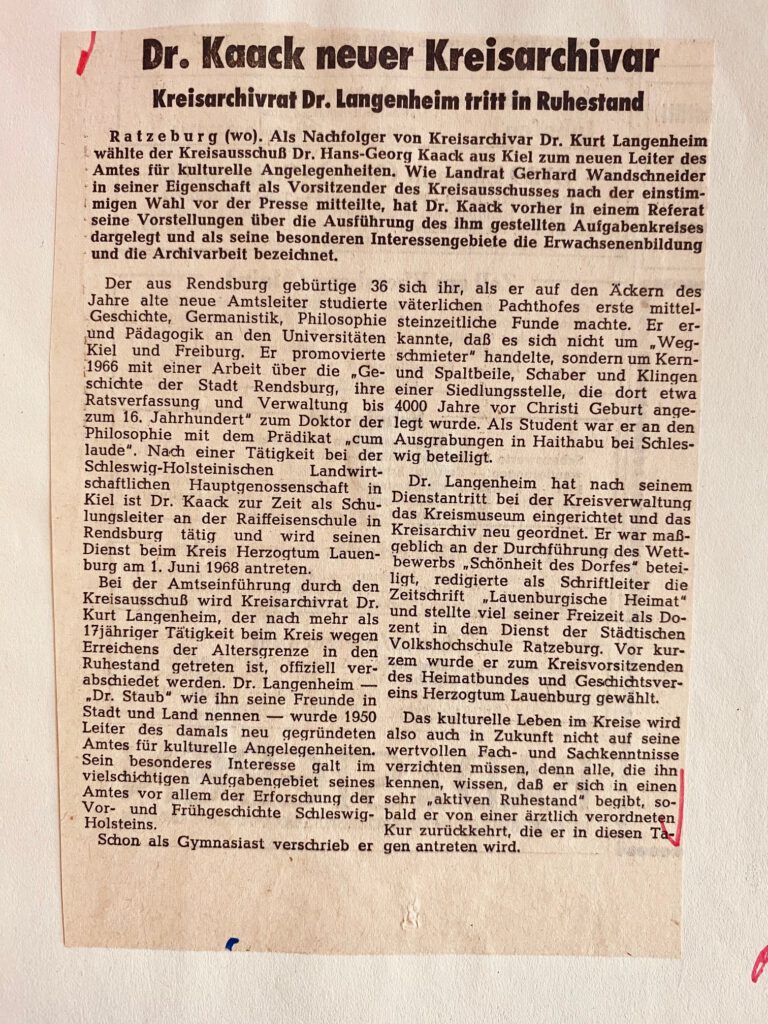 Dr. Kaack neuer Kreisarchivar
Kreisarchivrat Dr. Langenheim tritt in Ruhestand
Ratzeburg (wo). Als Nachfolger von Kreisarchivar Dr. Kurt Langenheim
wählte der Kreisausschuß Dr. Hans-Georg Kaack aus Kiel zum neuen Leiter des
Amtes für kulturelle Angelegenheiten. Wie Landrat Gerhard Wandschneider
in seiner Eigenschaft als Vorsitzender des Kreisausschusses nach der einstim-
migen Wahl vor der Presse mitteilte, hat Dr. Kaack vorher in einem Referat
seine Vorstellungen über die Ausführung des ihm gestellten Aufgabenkreises
dargelegt und als seine besonderen Interessengebiete die Erwachsenenbildung
und die Archivarbeit bezeichnet.
Der aus Rendsburg gebürtige 36
Jahre alte neue Amtsleiter studierte
Geschichte, Germanistik, Philosophie
und Pädagogik an den Universitäten
Kiel und Freiburg. Er promovierte
1966 mit einer Arbeit über die „Ge-
schichte der Stadt Rendsburg, ihre
Ratsverfassung und Verwaltung bis
zum 16. Jahrhundert" zum Doktor der
Philosophie mit dem Prädikat „cum
laude". Nach einer Tätigkeit bei der
Schleswig-Holsteinischen Landwirt-
schaftlichen Hauptgenossenschaft in
Kiel ist Dr. Kaack zur Zeit als Schu-
lungsleiter an der Raiffeisenschule in
Rendsburg tätig und wird seinen
Dienst beim Kreis Herzogtum Lauen-
burg am 1. Juni 1968 antreten.
Bei der Amtseinführung durch den
Kreisausschuß wird Kreisarchivrat Dr.
Kurt Langenheim, der nach mehr als
17jähriger Tätigkeit beim Kreis wegen
Erreichens der Altersgrenze in den
Ruhestand getreten ist, offiziell ver-
abschiedet werden. Dr. Langenheim —
„Dr. Staub" wie ihn seine Freunde in
Stadt und Land nennen — wurde 1950
Leiter des damals neu gegründeten
Amtes für kulturelle Angelegenheiten.
Sein besonderes Interesse galt im
vielschichtigen Aufgabengebiet seines
Amtes vor allem der Erforschung der
Vor- und Frühgeschichte Schleswig-
Holsteins.
Schon als Gymnasiast verschrieb er
sich ihr, als er auf den Äckern des
väterlichen Pachthofes erste mittel-
steinzeitliche Funde machte. Er er-
kannte, daß es sich nicht um „Weg-
schmieter" handelte, sondern um Kern-
und Spaltbeile, Schaber und Klingen
einer Siedlungsstelle, die dort etwa
4000 Jahre vor Christi Geburt ange-
legt wurde. Als Student war er an den
Ausgrabungen in Haithabu bei Schles-
wig beteiligt.
Dr. Langenheim hat nach seinem
Dienstantritt bei der Kreisverwaltung
das Kreismuseum eingerichtet und das
Kreisarchiv neu geordnet. Er war maß-
geblich an der Durchführung des Wett-
bewerbs „Schönheit des Dorfes" betei-
ligt, redigierte als Schriftleiter die
Zeitschrift „Lauenburgische Heimat"
und stellte viel seiner Freizeit als Do-
zent in den Dienst der Städtischen
Volkshochschule Ratzeburg. Vor kur-
zem wurde er zum Kreisvorsitzenden
des Heimatbundes und Geschichtsver-
eins Herzogtum Lauenburg gewählt.
Das kulturelle Leben im Kreise wird
also auch in Zukunft nicht auf seine
wertvollen Fach- und Sachkenntnisse
verzichten müssen, denn alle, die ihn
kennen, wissen, daß er sich in einen
sehr „aktiven Ruhestand" begibt, so-
bald er von einer ärztlich verordneten
Kur zurückkehrt, die er in diesen Ta-
gen antreten wird.